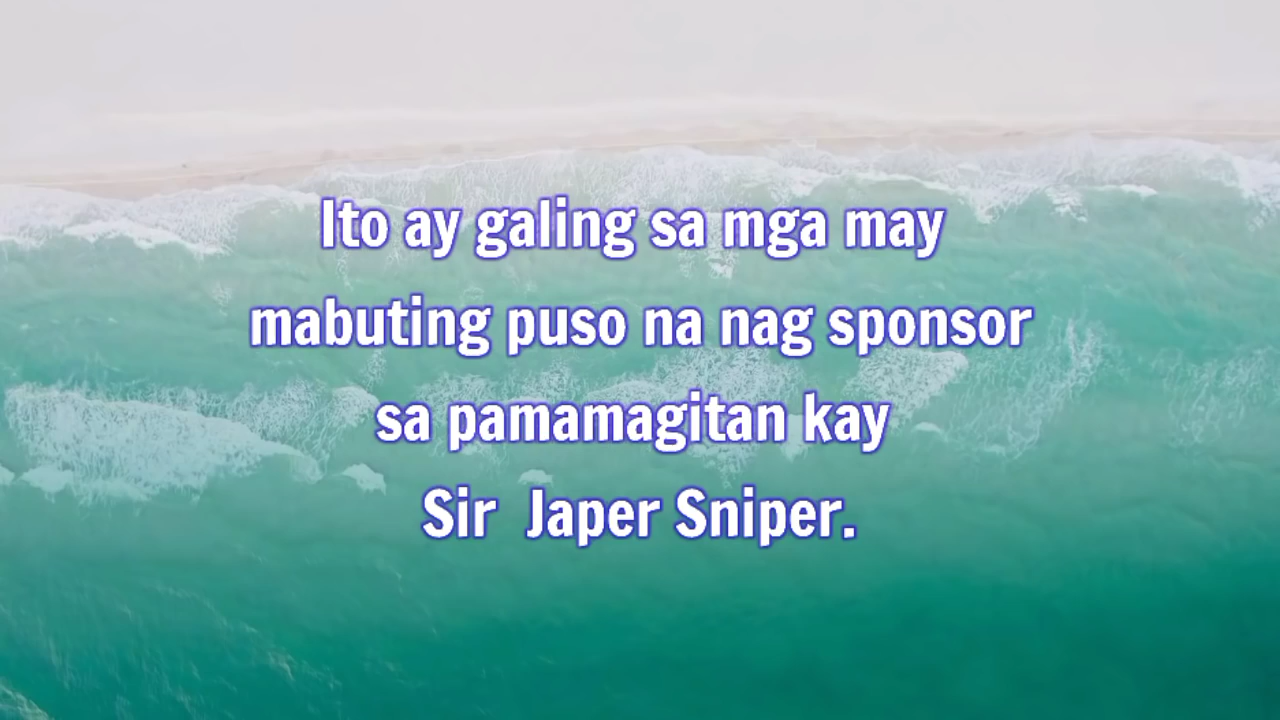 Ito ay galing sa mga may
mabuting puso na nag sponsor
sa pamamagitan kay
Sir  Japer Sniper.